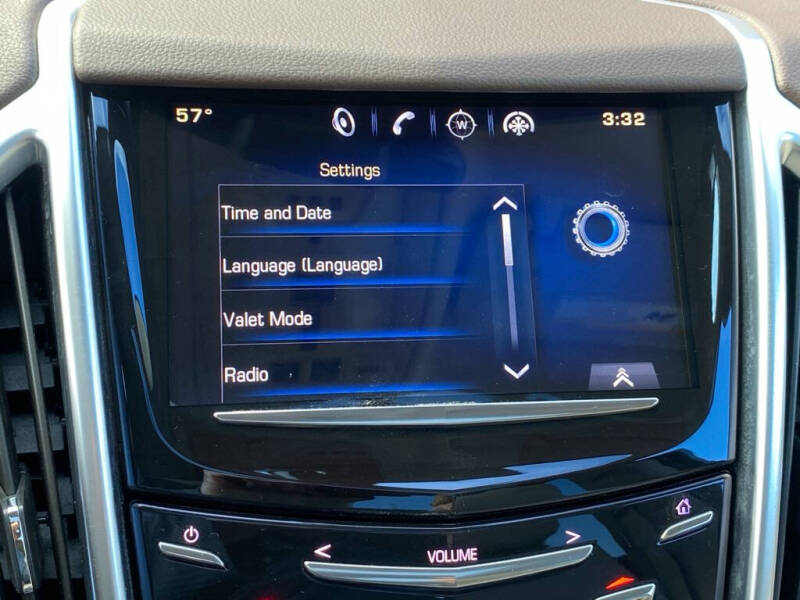 57° W 3:32
Settings
Time and Date
Language (Language)
Valet Mode
Radio
VOLUME